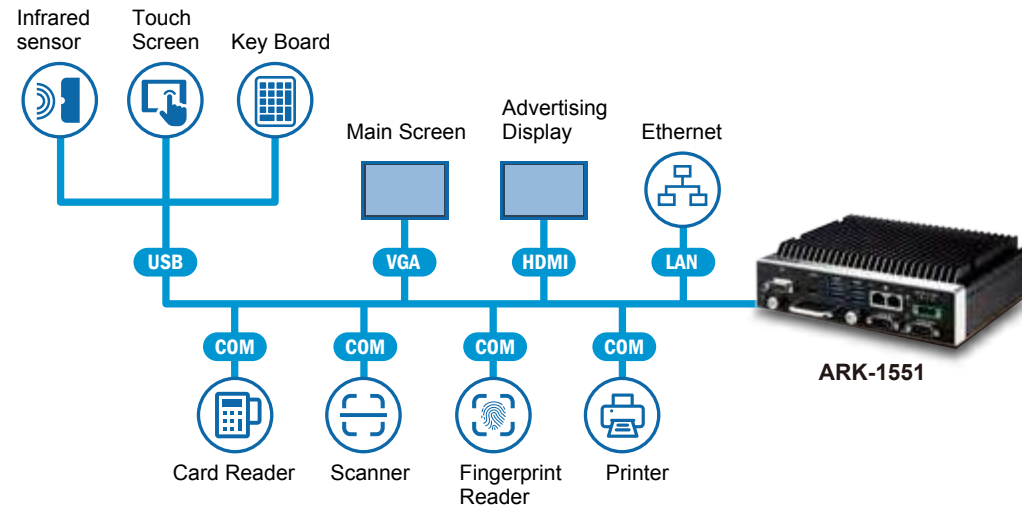 Infrared
sensor
Touch
Screen
Key Board
Main Screen
Advertising
Display
Ethernet
USB
VGA
HDMI
LAN
COM
COM
COM
COM
ARK-1551
Card Reader
Scanner
Fingerprint
Reader
Printer